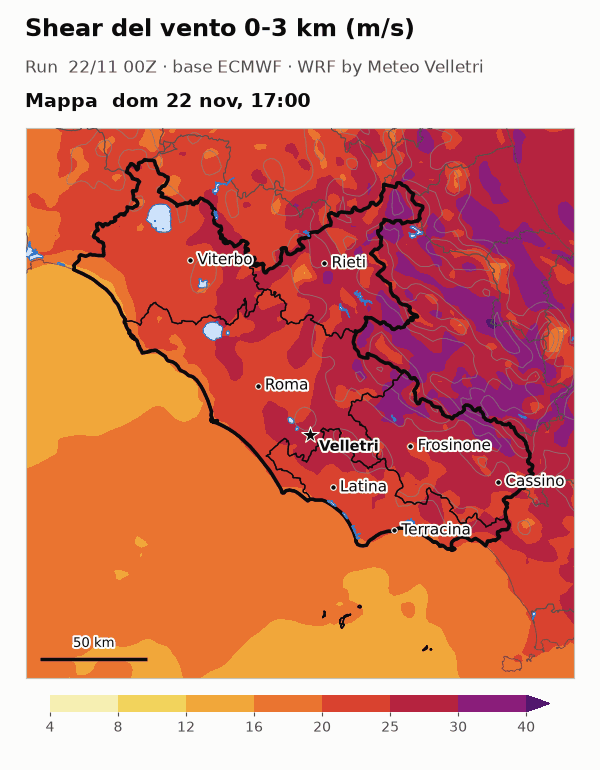 Shear del vento 0-3 km (m/s)
Run  22/11 00Z · base ECMWF · WRF by Meteo Velletri
Mappa  dom 22 nov, 17:00
Viterbo
Rieti
Roma
Velletri
Frosinone
Cassino
Latina
Terracina
50 km
4 8 12 16 20 25 30 40